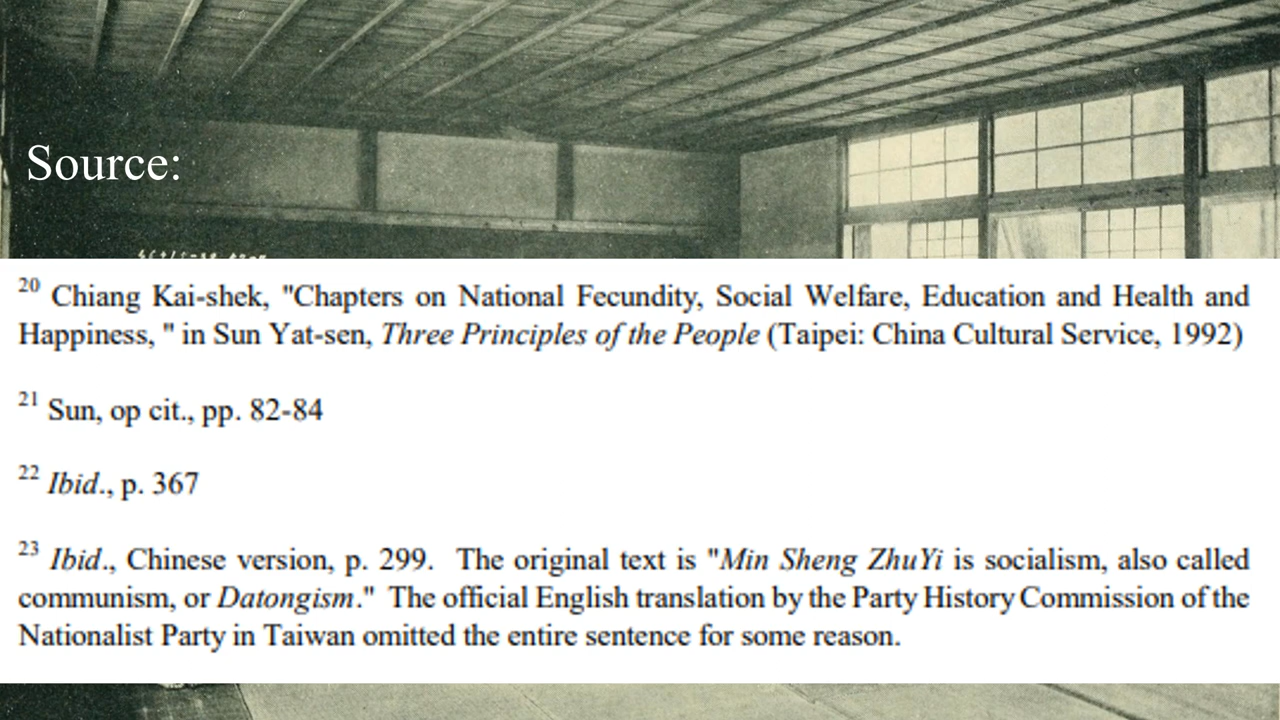 Source:
20 Chiang Kai-shek, "Chapters on National Fecundity, Social Welfare, Education and Health and
Happiness, " in Sun Yat-sen, Three Principles of the People (Taipei: China Cultural Service, 1992)
21 Sun, op cit., pp. 82-84
22 Ibid., p. 367
23 Ibid., Chinese version, p. 299.  The original text is "Min Sheng ZhuYi is socialism, also called
communism, or Datongism."  The official English translation by the Party History Commission of the
Nationalist Party in Taiwan omitted the entire sentence for some reason.